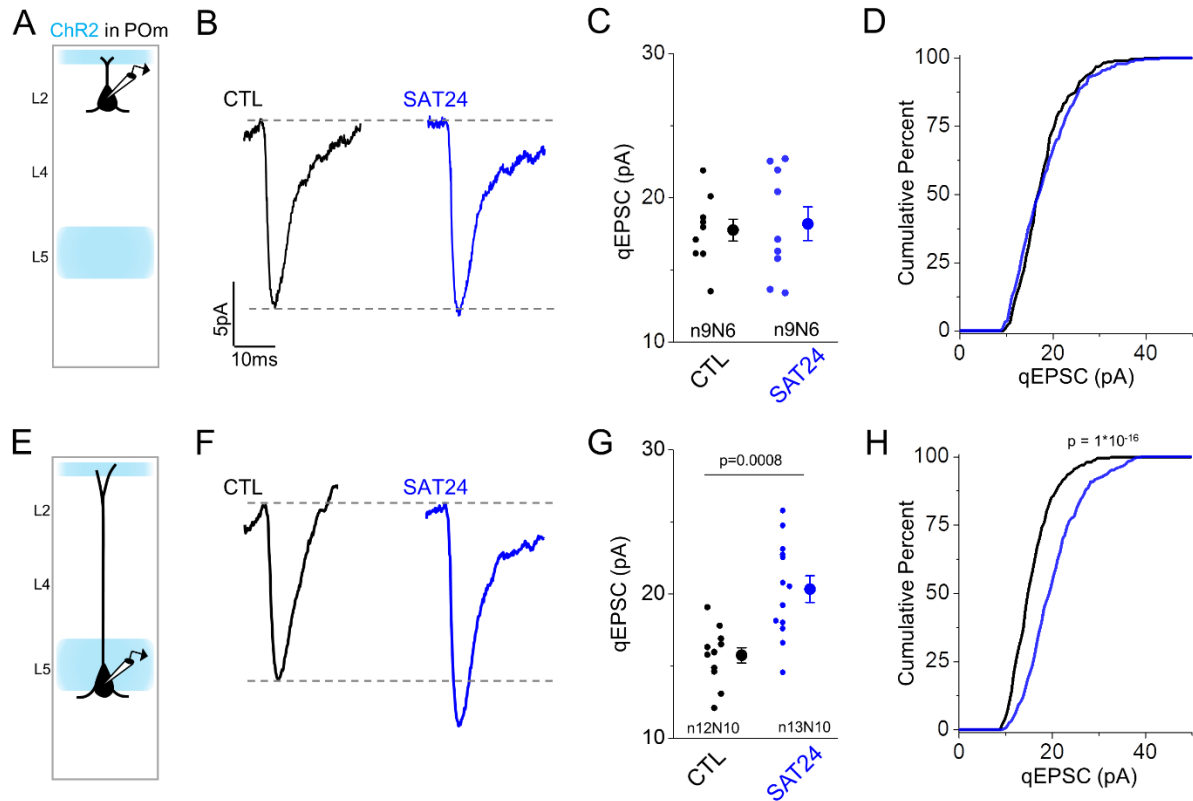 A
ChR2 in POm
L2
L4
L5
B
CTL
SAT24
5pA
10ms
C
30
20
10
qEPSC (pA)
n9N6
n9N6
CTL
SAT24
D
100
75
50
25
0
Cumulative Percent
0
20
40
qEPSC (pA)
E
L2
L4
L5
F
CTL
SAT24
G
30
20
10
qEPSC (pA)
p=0.0008
n12N10
n13N10
CTL
SAT24
H
p = 1*10⁻¹⁶
100
75
50
25
0
Cumulative Percent
0
20
40
qEPSC (pA)